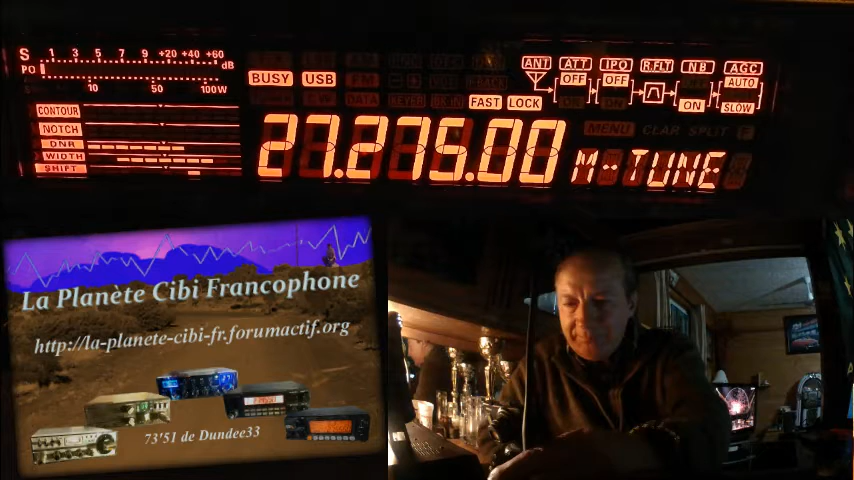 S 1 3 5 7 9 +20 +40 +60 dB
PO
10 50 100W
BUSY USB
FAST LOCK
ANT ATT IPO R.FLT NB AGC
OFF OFF AUTO
ON ON ON SLOW
CONTOUR
NOTCH
DNR
WIDTH
SHIFT
27.275.00
MENU CLAR SPLIT
M-TUNE
La Planète Cibi Francophone
http://la-planete-cibi-fr.forumactif.org
73'51 de Dundee33